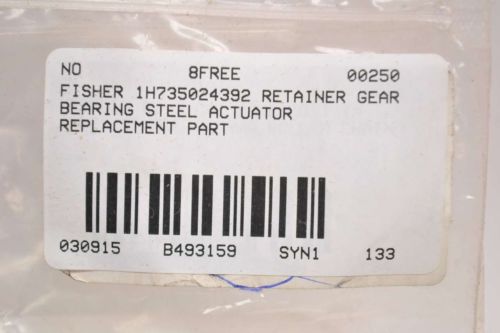 NO 8FREE 00250
FISHER 1H735024392 RETAINER GEAR
BEARING STEEL ACTUATOR
REPLACEMENT PART
030915 B493159 SYN1 133